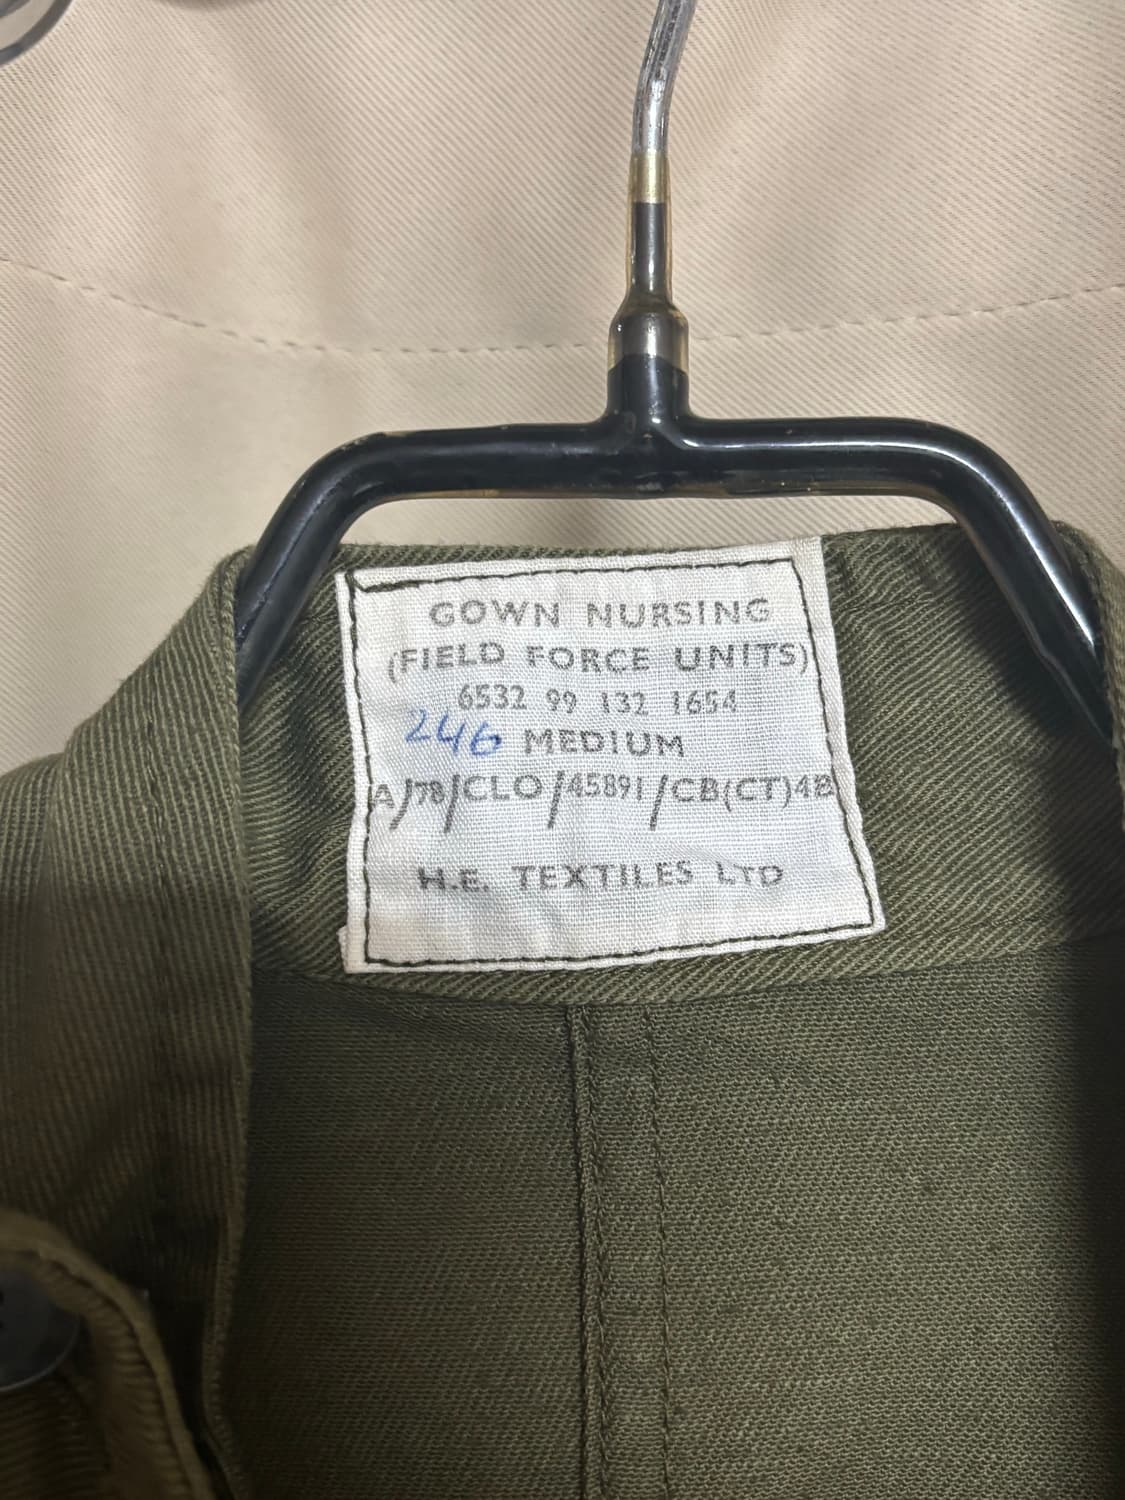 GOWN NURSING
(FIELD FORCE UNITS)
6532 99 132 1654
246 MEDIUM
A/78/CLO/45891/CB(CT)4B
H.E. TEXTILES LTD